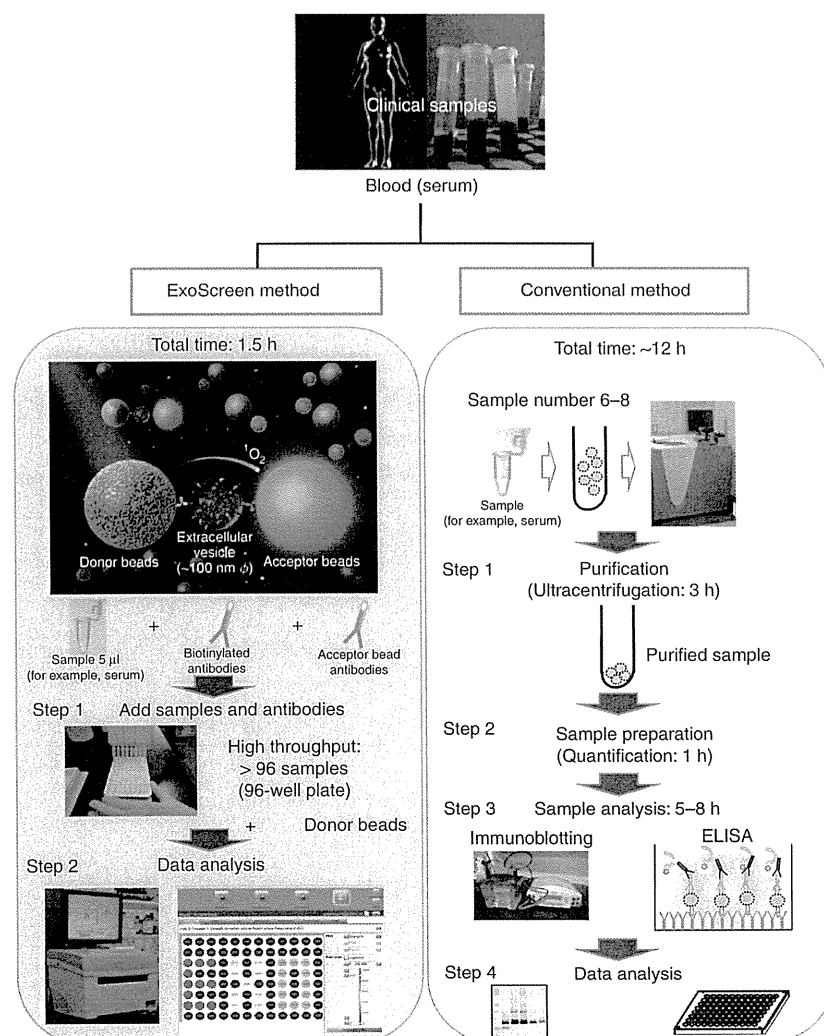 Clinical samples
Blood (serum)
ExoScreen method
Total time: 1.5 h
¹O₂
Donor beads
Extracellular
vesicle
(~100 nm ϕ)
Acceptor beads
+
+
Sample 5 µl
(for example, serum)
Biotinylated
antibodies
Acceptor bead
antibodies
Step 1
Add samples and antibodies
High throughput:
> 96 samples
(96-well plate)
+
Donor beads
Step 2
Data analysis
Conventional method
Total time: ~12 h
Sample number 6–8
Sample
(for example, serum)
Step 1
Purification
(Ultracentrifugation: 3 h)
Purified sample
Step 2
Sample preparation
(Quantification: 1 h)
Step 3
Sample analysis: 5–8 h
Immunoblotting
ELISA
Step 4
Data analysis